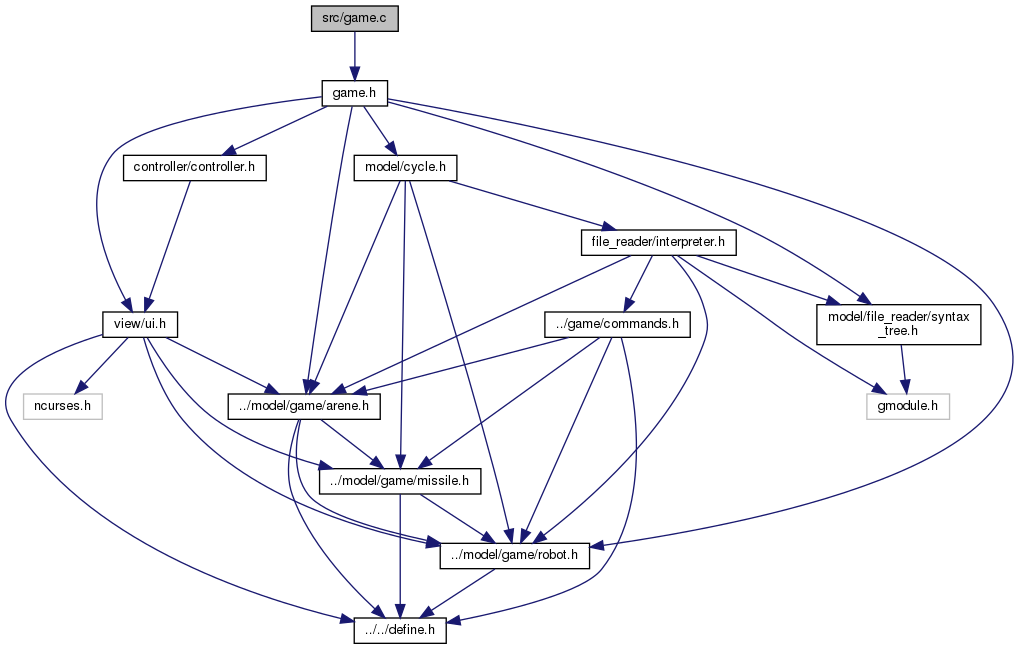 src/game.c
game.h
controller/controller.h
model/cycle.h
file_reader/interpreter.h
view/ui.h
../game/commands.h
model/file_reader/syntax
_tree.h
ncurses.h
../model/game/arene.h
gmodule.h
../model/game/missile.h
../model/game/robot.h
../../define.h